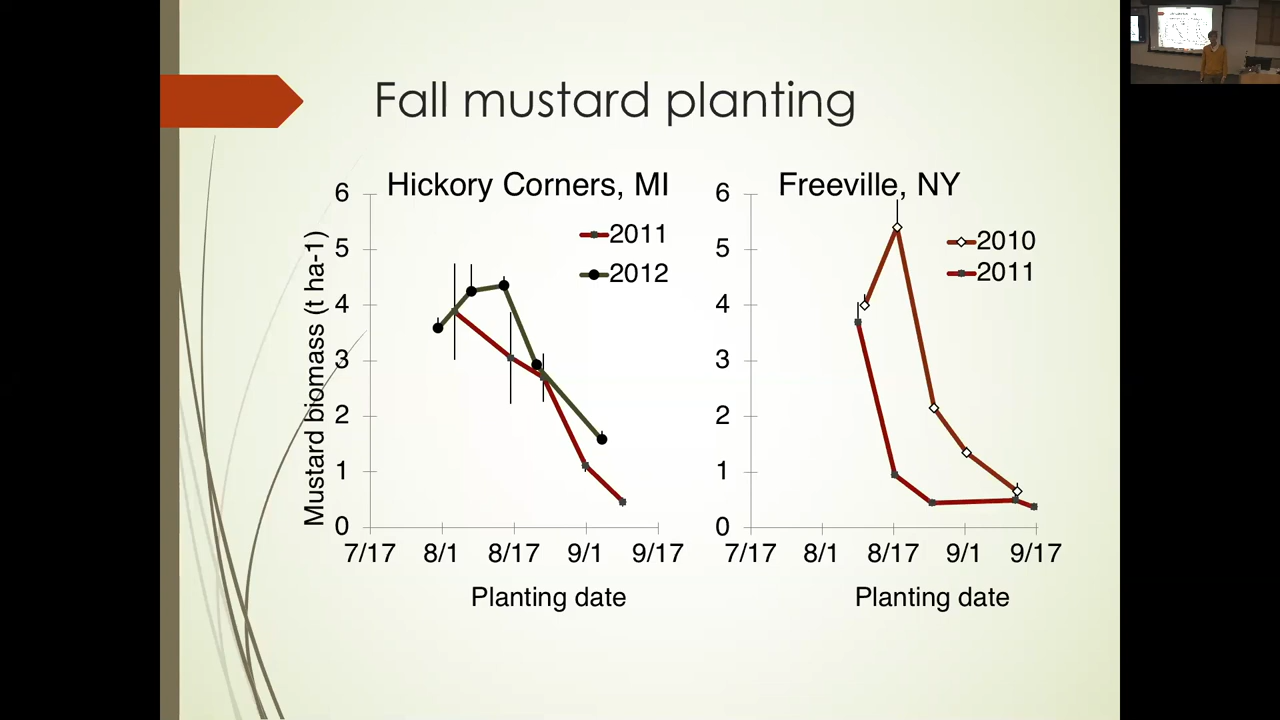 Fall mustard planting
Hickory Corners, MI
Mustard biomass (t ha-1)
6
5
4
3
2
1
0
2011
2012
7/17 8/1 8/17 9/1 9/17
Planting date
Freeville, NY
6
5
4
3
2
1
0
2010
2011
7/17 8/1 8/17 9/1 9/17
Planting date